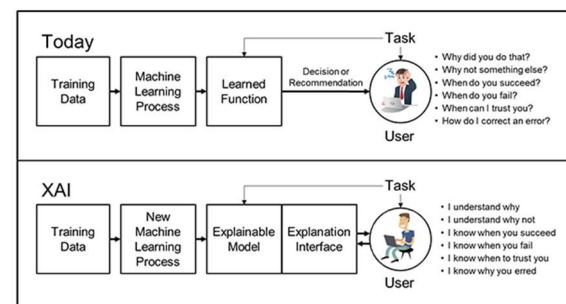 Today
Task
Training
Data
Machine
Learning
Process
Learned
Function
Decision or
Recommendation
User
• Why did you do that?
• Why not something else?
• When do you succeed?
• When do you fail?
• When can I trust you?
• How do I correct an error?
XAI
Task
Training
Data
New
Machine
Learning
Process
Explainable
Model
Explanation
Interface
User
• I understand why
• I understand why not
• I know when you succeed
• I know when you fail
• I know when to trust you
• I know why you erred